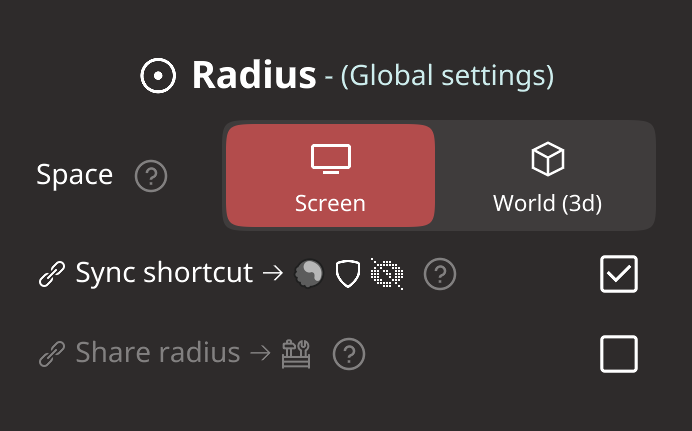 Radius - (Global settings)
Space ?
Screen
World (3d)
Sync shortcut → ?
Share radius → ?